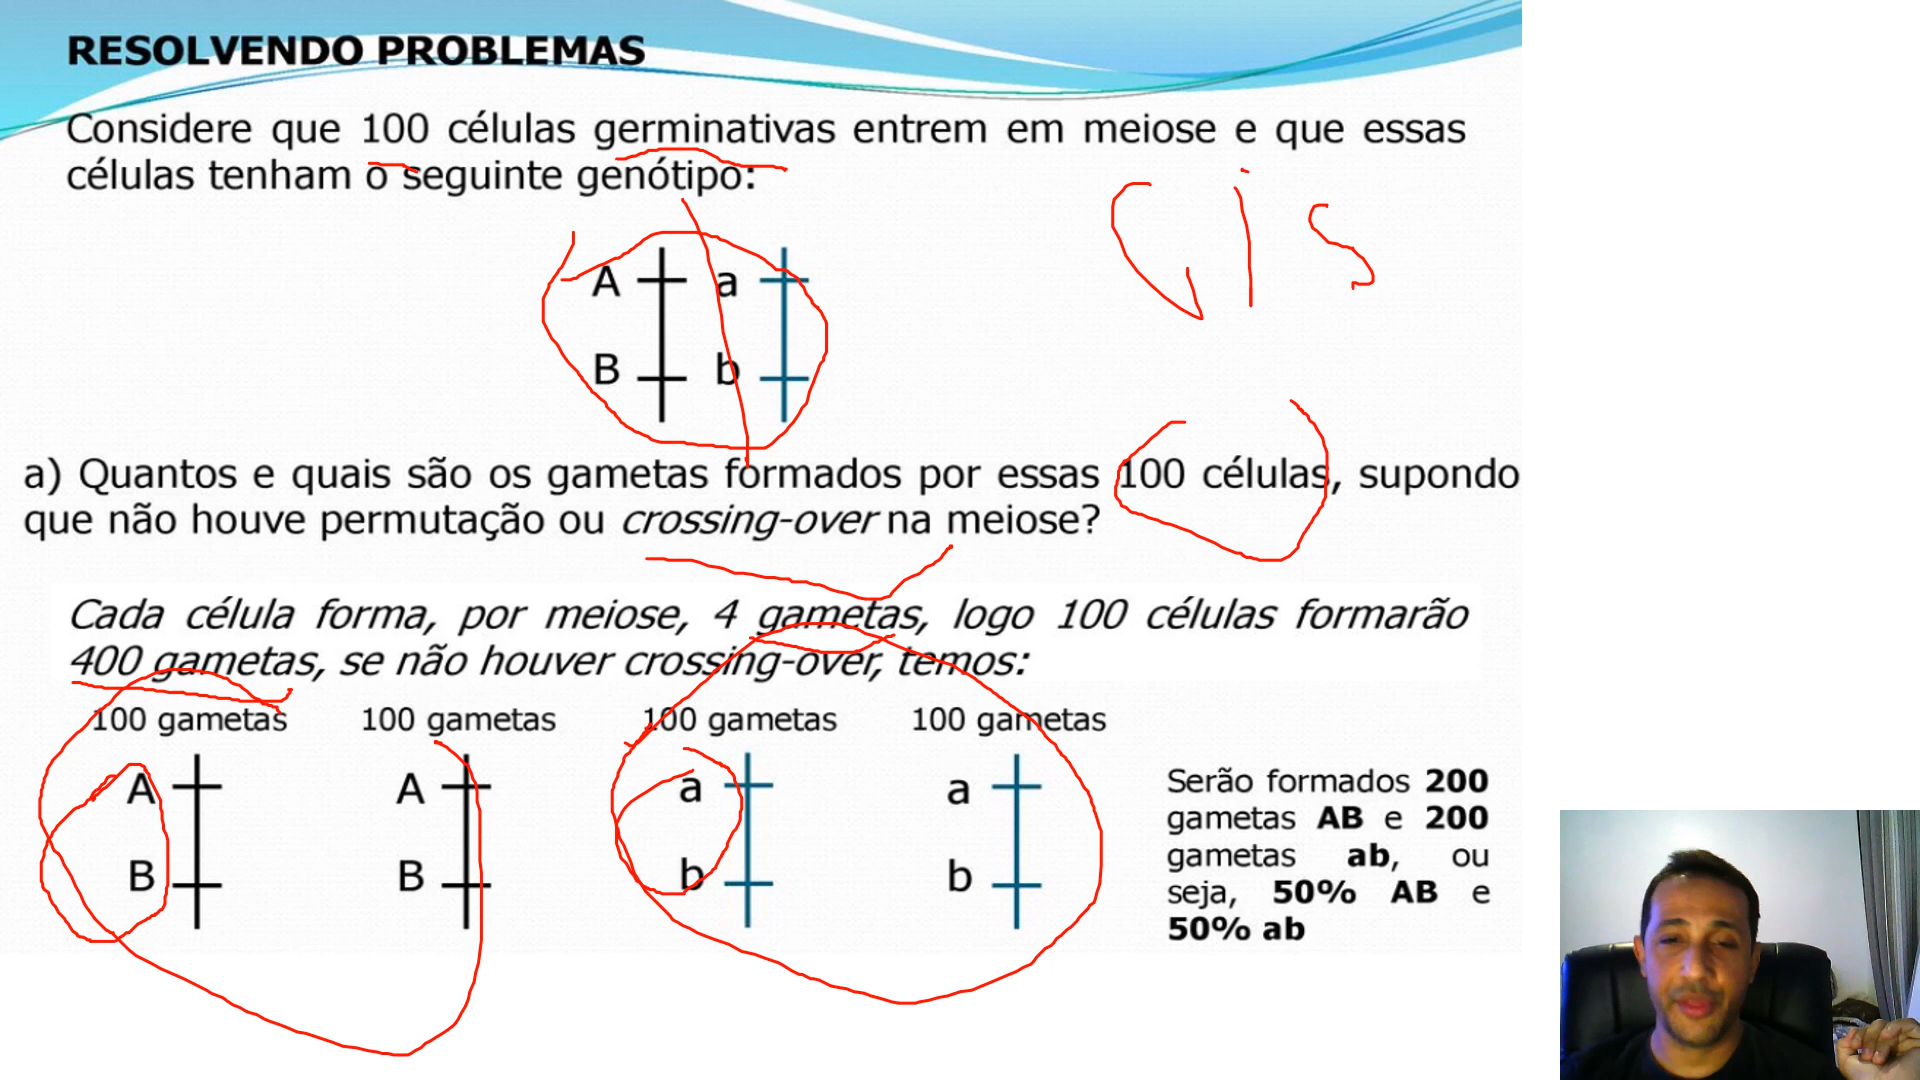 RESOLVENDO PROBLEMAS
Considere que 100 células germinativas entrem em meiose e que essas
células tenham o seguinte genótipo:
cis
A a
B b
a) Quantos e quais são os gametas formados por essas 100 células, supondo
que não houve permutação ou crossing-over na meiose?
Cada célula forma, por meiose, 4 gametas, logo 100 células formarão
400 gametas, se não houver crossing-over, temos:
100 gametas 100 gametas 100 gametas 100 gametas
A A a a
B B b b
Serão formados 200
gametas AB e 200
gametas ab, ou
seja, 50% AB e
50% ab